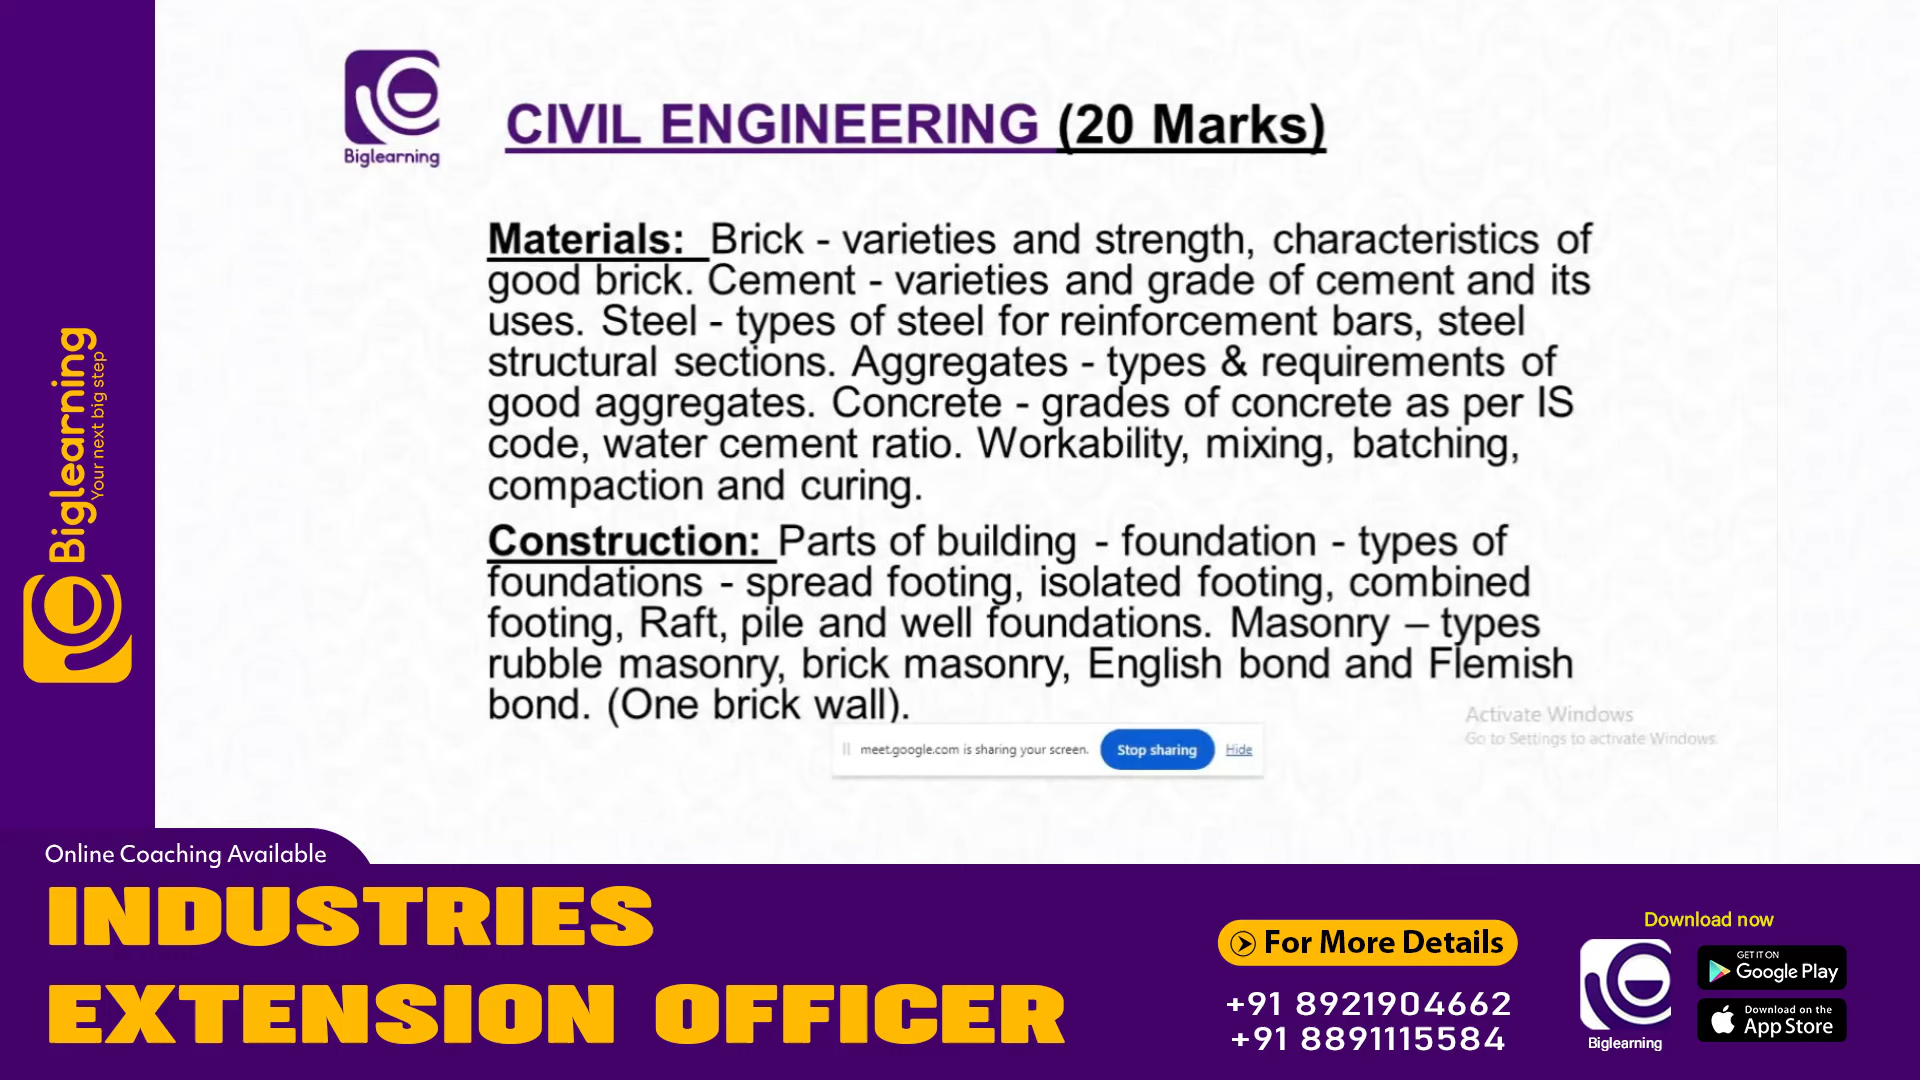 Biglearning
CIVIL ENGINEERING (20 Marks)
Materials: Brick - varieties and strength, characteristics of
good brick. Cement - varieties and grade of cement and its
uses. Steel - types of steel for reinforcement bars, steel
structural sections. Aggregates - types & requirements of
good aggregates. Concrete - grades of concrete as per IS
code, water cement ratio. Workability, mixing, batching,
compaction and curing.
Construction: Parts of building - foundation - types of
foundations - spread footing, isolated footing, combined
footing, Raft, pile and well foundations. Masonry – types
rubble masonry, brick masonry, English bond and Flemish
bond. (One brick wall).
Activate Windows
Go to Settings to activate Windows.
meet.google.com is sharing your screen. Stop sharing Hide
Biglearning
Your next big step
Online Coaching Available
INDUSTRIES
EXTENSION OFFICER
For More Details
+91 8921904662
+91 8891115584
Download now
Biglearning
GET IT ON
Google Play
Download on the
App Store